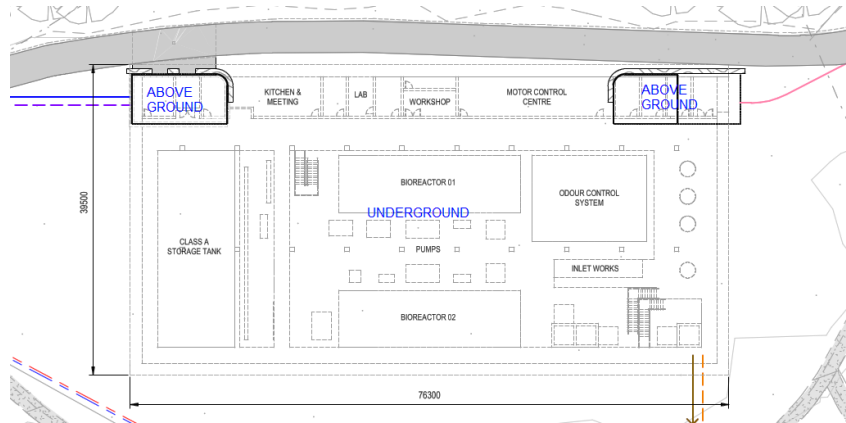 ABOVE
GROUND
KITCHEN &
MEETING
LAB
WORKSHOP
MOTOR CONTROL
CENTRE
ABOVE
GROUND
39500
BIOREACTOR 01
ODOUR CONTROL
SYSTEM
UNDERGROUND
CLASS A
STORAGE TANK
PUMPS
INLET WORKS
BIOREACTOR 02
76300